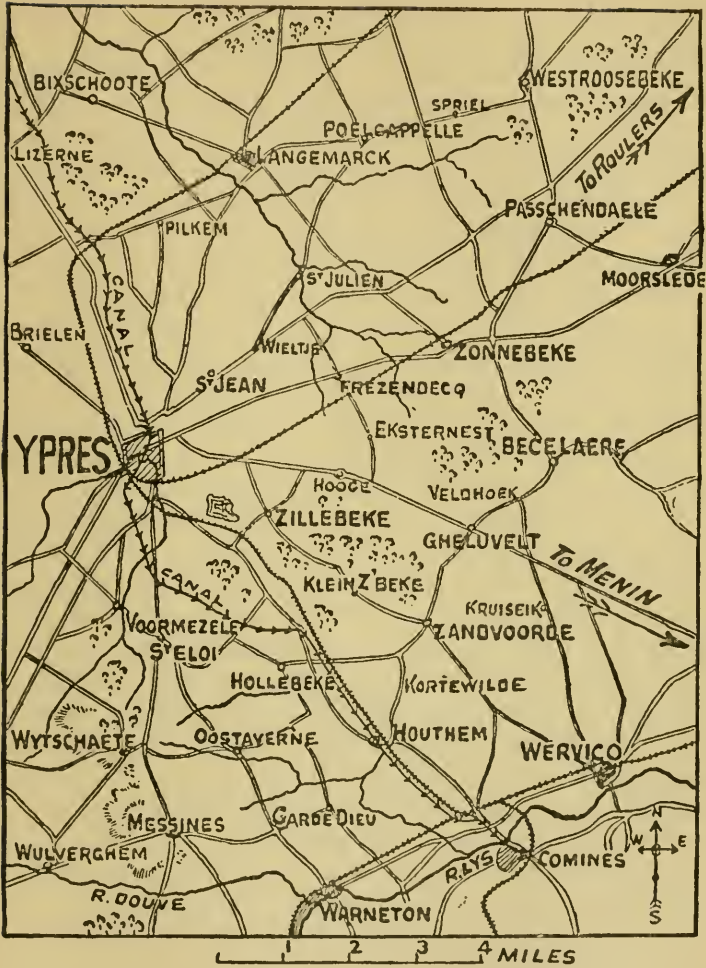 BIXSCHOOTE
WESTROOSEBEKE
SPRIEL
POELCAPPELLE
To ROULERS
LIZERNE
LANGEMARCK
PASSCHENDAELE
PILKEM
MOORSLEDE
ST JULIEN
CANAL
BRIELEN
WIELTJE
ZONNEBEKE
ST JEAN
FREZENDECQ
EKSTERNEST
YPRES
BECELAERE
HOOGE
VELDHOEK
ZILLEBEKE
GHELUVELT
To MENIN
CANAL
KLEIN Z'BEKE
KRUISEIK
VOORMEZELE
ZANDVOORDE
ST ELOI
HOLLEBEKE
KORTEWILDE
WYTSCHAETE
OOSTAVERNE
HOUTHEM
WERVICQ
GARDE DIEU
MESSINES
N
W E
S
WULVERGHEM
R. LYS
COMINES
R. DOUVE
WARNETON
1 2 3 4 MILES